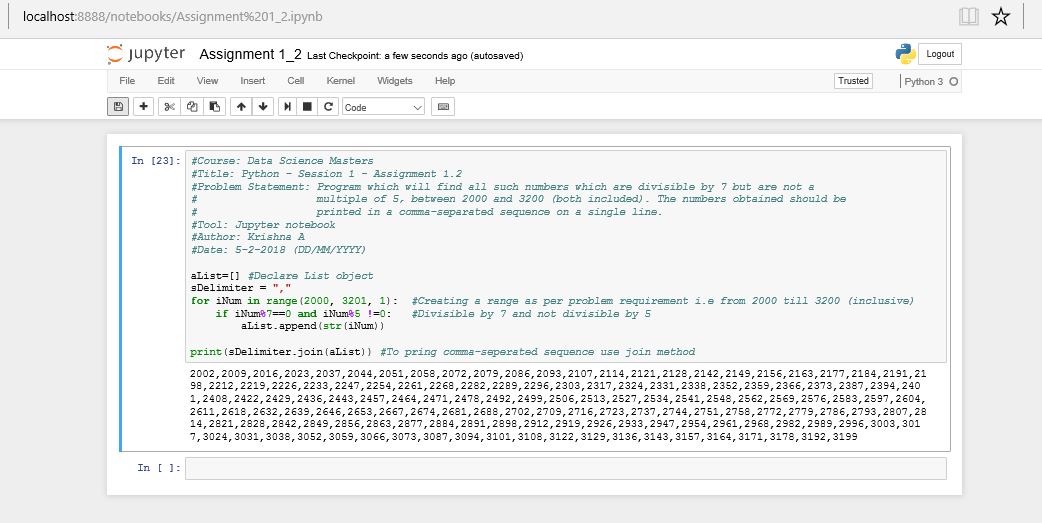 localhost:8888/notebooks/Assignment%201_2.ipynb
jupyter Assignment 1_2 Last Checkpoint: a few seconds ago (autosaved) Logout
File Edit View Insert Cell Kernel Widgets Help Trusted Python 3
Code
In [23]: #Course: Data Science Masters
#Title: Python - Session 1 - Assignment 1.2
#Problem Statement: Program which will find all such numbers which are divisible by 7 but are not a
# multiple of 5, between 2000 and 3200 (both included). The numbers obtained should be
# printed in a comma-separated sequence on a single line.
#Tool: Jupyter notebook
#Author: Krishna A
#Date: 5-2-2018 (DD/MM/YYYY)
aList=[] #Declare List object
sDelimiter = ","
for iNum in range(2000, 3201, 1): #Creating a range as per problem requirement i.e from 2000 till 3200 (inclusive)
if iNum%7==0 and iNum%5 !=0: #Divisible by 7 and not divisible by 5
aList.append(str(iNum))
print(sDelimiter.join(aList)) #To pring comma-seperated sequence use join method
2002,2009,2016,2023,2037,2044,2051,2058,2072,2079,2086,2093,2107,2114,2121,2128,2142,2149,2156,2163,2177,2184,2191,21
98,2212,2219,2226,2233,2247,2254,2261,2268,2282,2289,2296,2303,2317,2324,2331,2338,2352,2359,2366,2373,2387,2394,240
1,2408,2422,2429,2436,2443,2457,2464,2471,2478,2492,2499,2506,2513,2527,2534,2541,2548,2562,2569,2576,2583,2597,2604,
2611,2618,2632,2639,2646,2653,2667,2674,2681,2688,2702,2709,2716,2723,2737,2744,2751,2758,2772,2779,2786,2793,2807,28
14,2821,2828,2842,2849,2856,2863,2877,2884,2891,2898,2912,2919,2926,2933,2947,2954,2961,2968,2982,2989,2996,3003,301
7,3024,3031,3038,3052,3059,3066,3073,3087,3094,3101,3108,3122,3129,3136,3143,3157,3164,3171,3178,3192,3199
In [ ]: